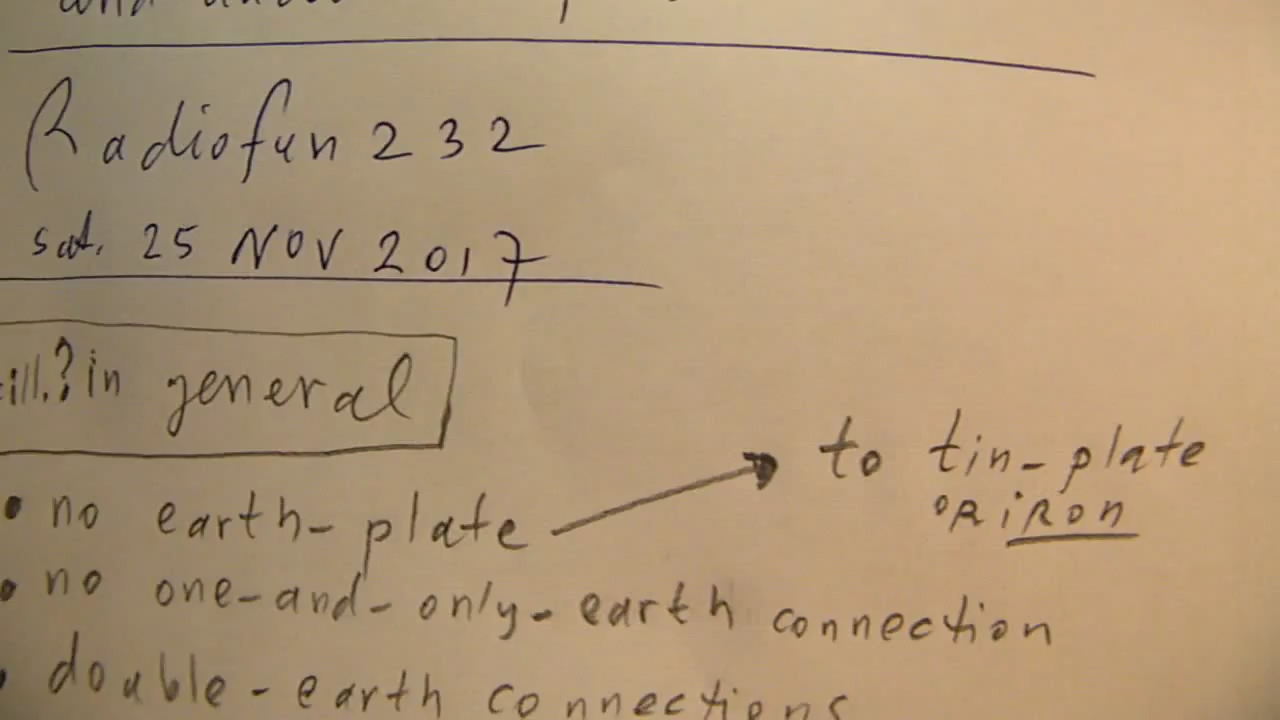 Radiofun 232
sat. 25 NOV 2017
ill.? in general
• no earth-plate to tin-plate
OR iRon
• no one-and-only-earth connection
• double-earth connections